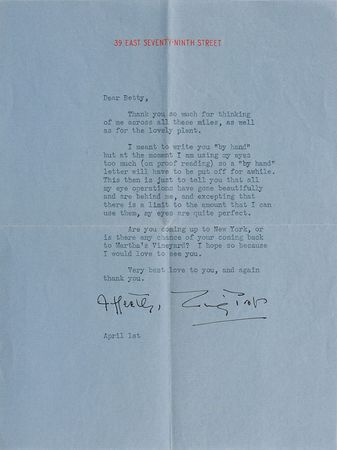 39 EAST SEVENTY-NINTH STREET
Dear Betty,
Thank you so much for thinking
of me across all these miles, as well
as for the lovely plant.
I meant to write you "by hand"
but at the moment I am using my eyes
too much (on proof reading) so a "by hand"
letter will have to be put off for awhile.
This then is just to tell you that all
my eye operations have gone beautifully
and are behind me, and excepting that
there is a limit to the amount that I can
use them, my eyes are quite perfect.
Are you coming up to New York, or
is there any chance of your coming back
to Martha's Vineyard? I hope so because
I would love to see you.
Very best love to you, and again
thank you.
April 1st